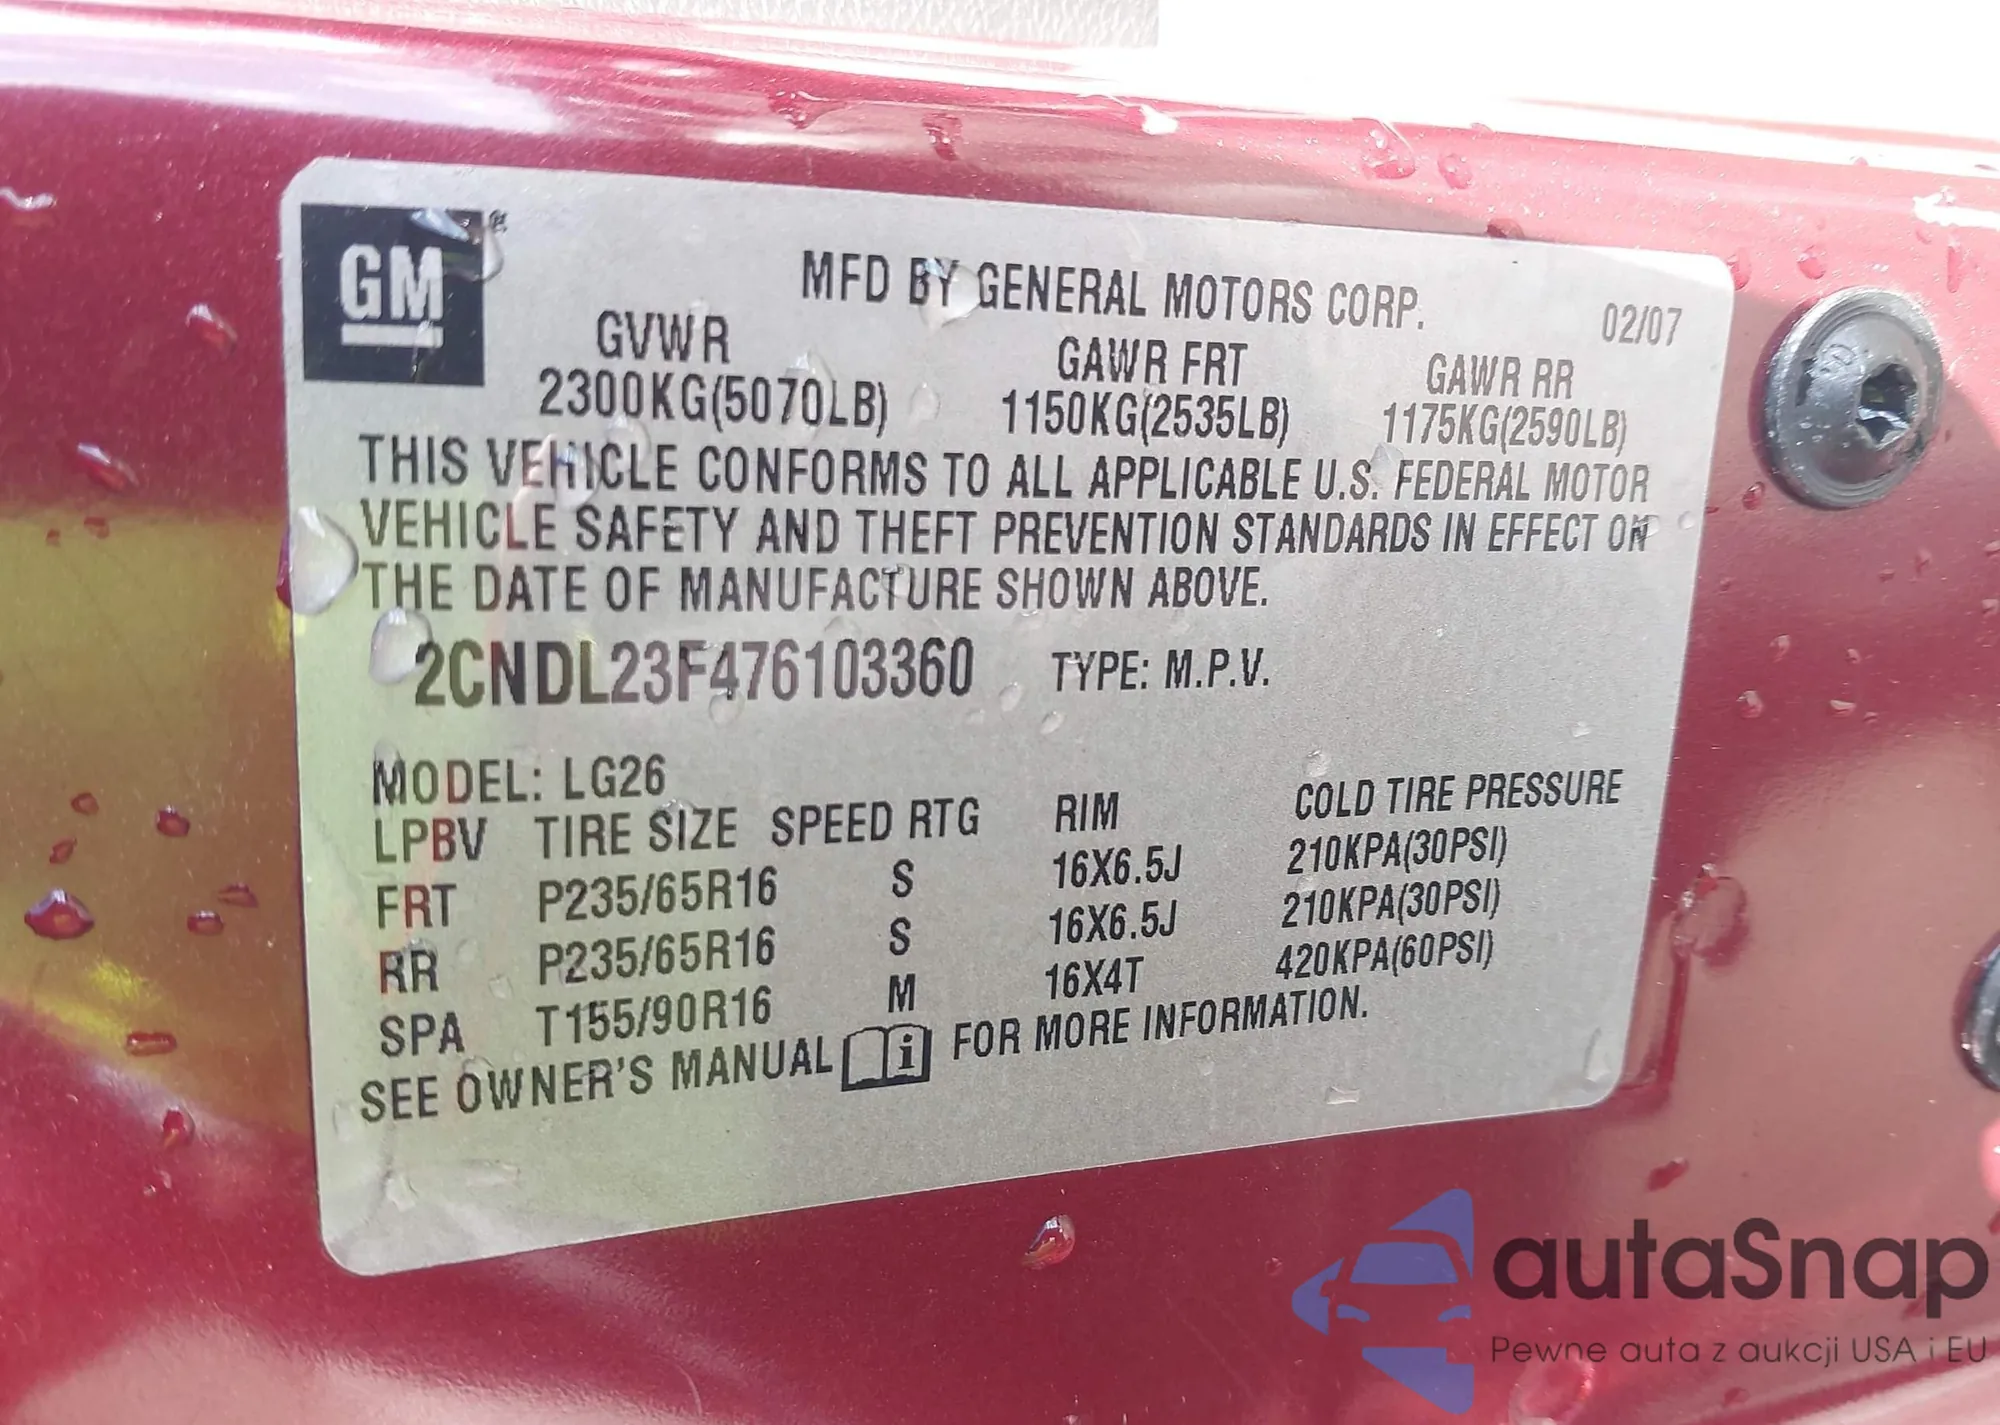 GM®
MFD BY GENERAL MOTORS CORP. 02/07
GVWR GAWR FRT GAWR RR
2300KG(5070LB) 1150KG(2535LB) 1175KG(2590LB)
THIS VEHICLE CONFORMS TO ALL APPLICABLE U.S. FEDERAL MOTOR
VEHICLE SAFETY AND THEFT PREVENTION STANDARDS IN EFFECT ON
THE DATE OF MANUFACTURE SHOWN ABOVE.
2CNDL23F476103360 TYPE: M.P.V.
MODEL: LG26
LPBV TIRE SIZE SPEED RTG RIM COLD TIRE PRESSURE
FRT P235/65R16 S 16X6.5J 210KPA(30PSI)
RR P235/65R16 S 16X6.5J 210KPA(30PSI)
SPA T155/90R16 M 16X4T 420KPA(60PSI)
SEE OWNER'S MANUAL i FOR MORE INFORMATION.
autaSnap
Pewne auta z aukcji USA i EU